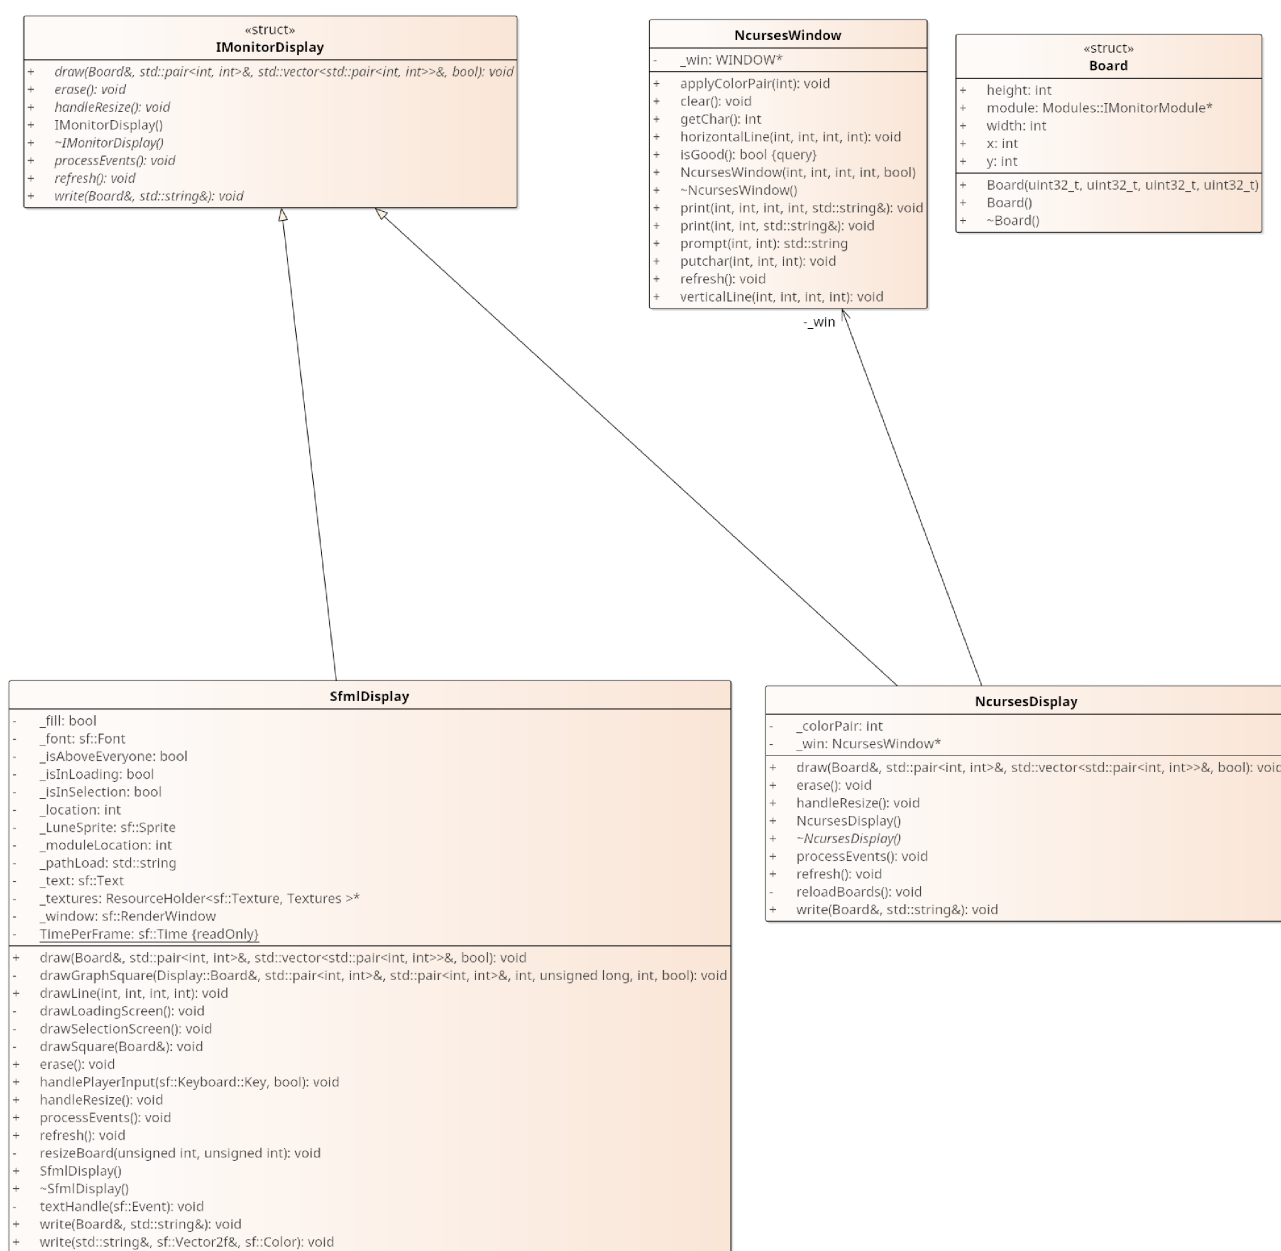 «struct»
IMonitorDisplay
+ draw(Board&, std::pair<int, int>&, std::vector<std::pair<int, int>>&, bool): void
+ erase(): void
+ handleResize(): void
+ IMonitorDisplay()
+ ~IMonitorDisplay()
+ processEvents(): void
+ refresh(): void
+ write(Board&, std::string&): void
NcursesWindow
- _win: WINDOW*
+ applyColorPair(int): void
+ clear(): void
+ getChar(): int
+ horizontalLine(int, int, int, int): void
+ isGood(): bool {query}
+ NcursesWindow(int, int, int, int, bool)
+ ~NcursesWindow()
+ print(int, int, int, int, std::string&): void
+ print(int, int, std::string&): void
+ prompt(int, int): std::string
+ putchar(int, int, int): void
+ refresh(): void
+ verticalLine(int, int, int, int): void
«struct»
Board
+ height: int
+ module: Modules::IMonitorModule*
+ width: int
+ x: int
+ y: int
+ Board(uint32_t, uint32_t, uint32_t, uint32_t)
+ Board()
+ ~Board()
-_win
SfmlDisplay
- _fill: bool
- _font: sf::Font
- _isAboveEveryone: bool
- _isInLoading: bool
- _isInSelection: bool
- _location: int
- _LuneSprite: sf::Sprite
- _moduleLocation: int
- _pathLoad: std::string
- _text: sf::Text
- _textures: ResourceHolder<sf::Texture, Textures >*
- _window: sf::RenderWindow
- TimePerFrame: sf::Time {readOnly}
+ draw(Board&, std::pair<int, int>&, std::vector<std::pair<int, int>>&, bool): void
- drawGraphSquare(Display::Board&, std::pair<int, int>&, std::pair<int, int>&, int, unsigned long, int, bool): void
+ drawLine(int, int, int, int): void
- drawLoadingScreen(): void
- drawSelectionScreen(): void
- drawSquare(Board&): void
+ erase(): void
+ handlePlayerInput(sf::Keyboard::Key, bool): void
+ handleResize(): void
+ processEvents(): void
+ refresh(): void
- resizeBoard(unsigned int, unsigned int): void
+ SfmlDisplay()
+ ~SfmlDisplay()
- textHandle(sf::Event): void
+ write(Board&, std::string&): void
+ write(std::string&, sf::Vector2f&, sf::Color): void
NcursesDisplay
- _colorPair: int
- _win: NcursesWindow*
+ draw(Board&, std::pair<int, int>&, std::vector<std::pair<int, int>>&, bool): void
+ erase(): void
+ handleResize(): void
+ NcursesDisplay()
+ ~NcursesDisplay()
+ processEvents(): void
+ refresh(): void
- reloadBoards(): void
+ write(Board&, std::string&): void